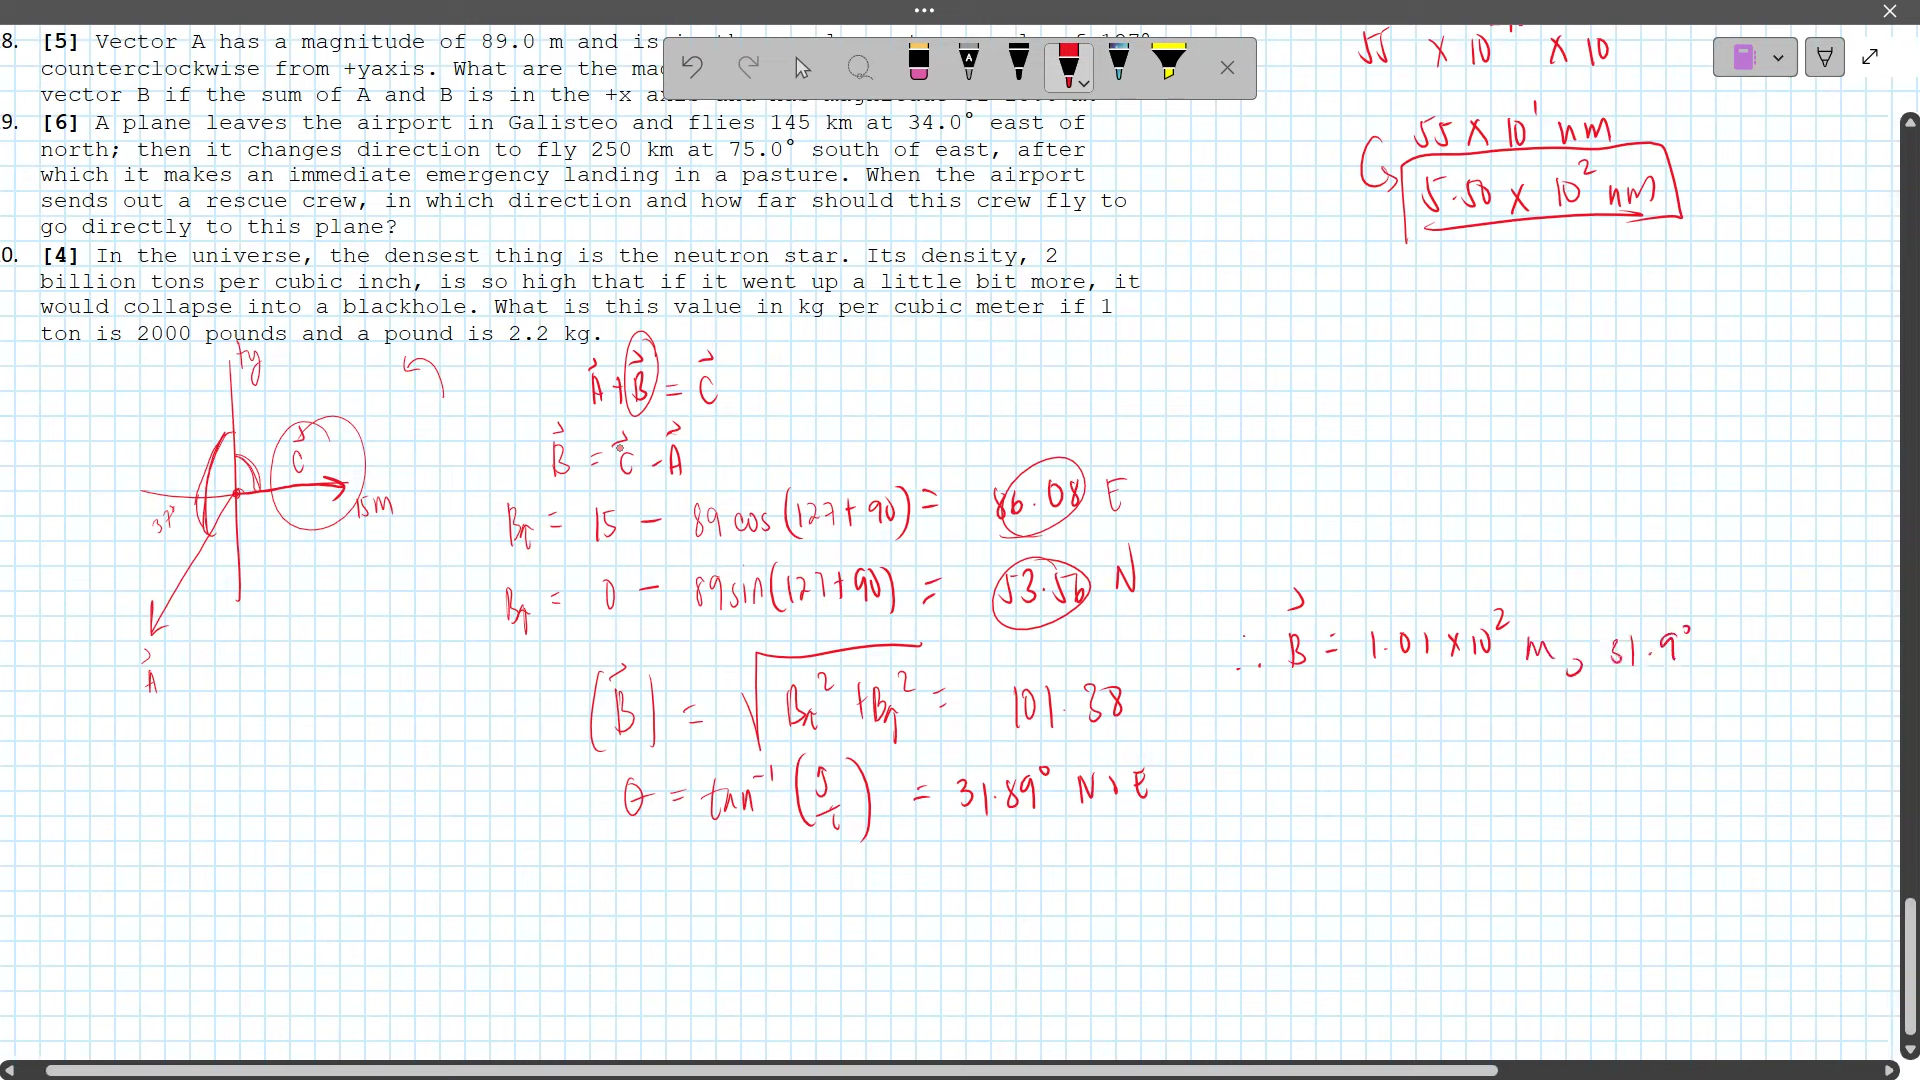 8. [5] Vector A has a magnitude of 89.0 m and is
counterclockwise from +yaxis. What are the
vector B if the sum of A and B is in the +x
9. [6] A plane leaves the airport in Galisteo and flies 145 km at 34.0° east of
north; then it changes direction to fly 250 km at 75.0° south of east, after
which it makes an immediate emergency landing in a pasture. When the airport
sends out a rescue crew, in which direction and how far should this crew fly to
go directly to this plane?
0. [4] In the universe, the densest thing is the neutron star. Its density, 2
billion tons per cubic inch, is so high that if it went up a little bit more, it
would collapse into a blackhole. What is this value in kg per cubic meter if 1
ton is 2000 pounds and a pound is 2.2 kg.
55 × 10 × 10
55 × 10¹ nm
5.50 × 10² nm
+y
C
15m
37°
A
A + B = C
B = C - A
= 15 - 89 cos (127 + 90) = 86.08 E
= 0 - 89 sin (127 + 90) = 53.56 N
|B| = = 101.38
θ = tan⁻¹ = 31.89° N E
∴ B = 1.01 × 10² m, 31.9°